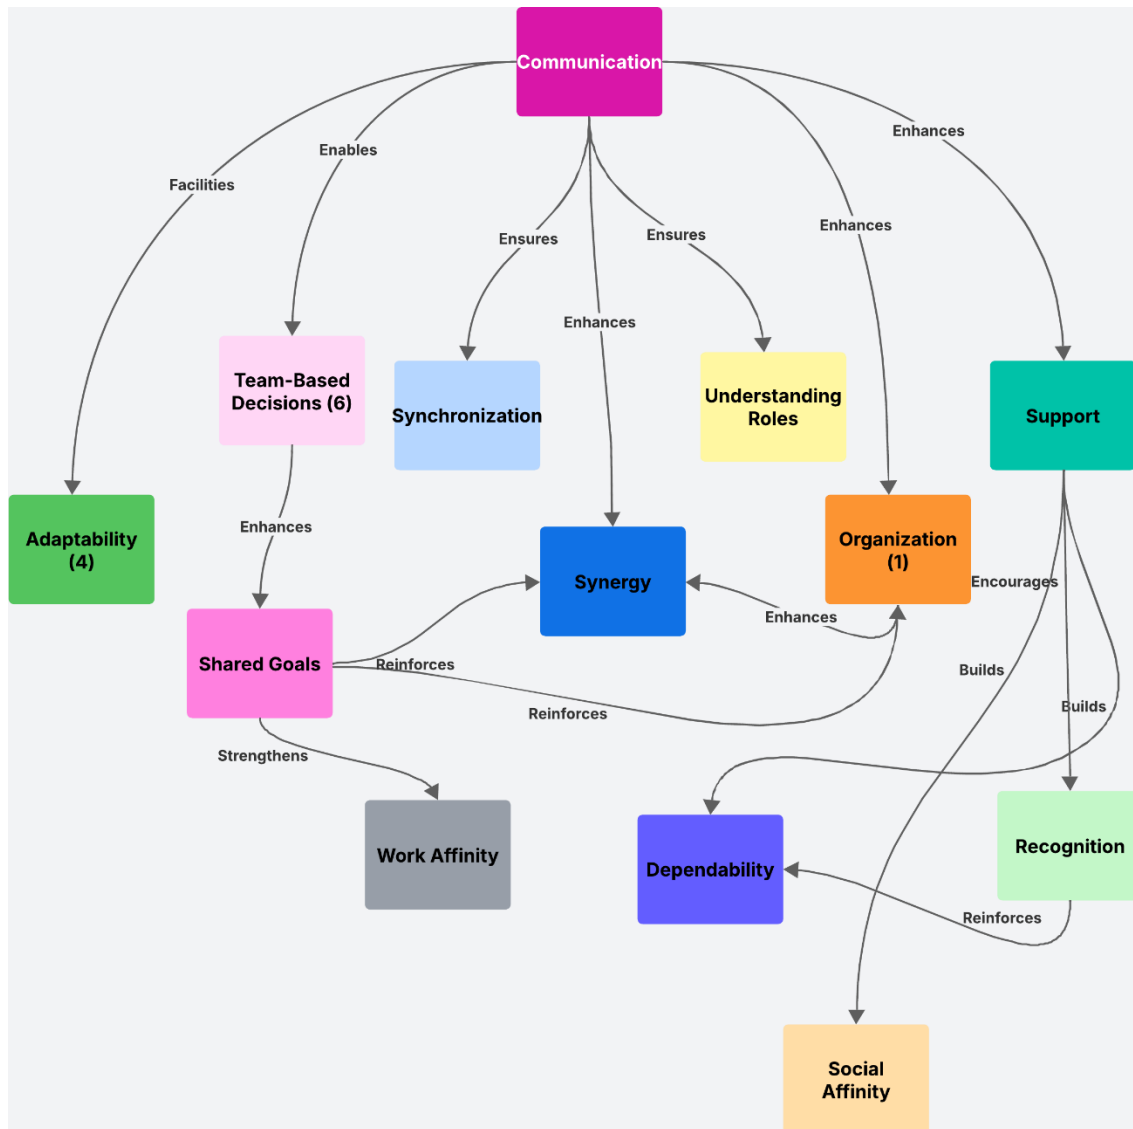 Communication
Enhances
Enables
Facilities
Enhances
Ensures
Ensures
Enhances
Team-Based
Decisions (6)
Synchronization
Understanding
Roles
Support
Enhances
Adaptability
(4)
Synergy
Organization
(1)
Encourages
Enhances
Shared Goals
Reinforces
Builds
Reinforces
Builds
Strengthens
Work Affinity
Dependability
Recognition
Reinforces
Social
Affinity